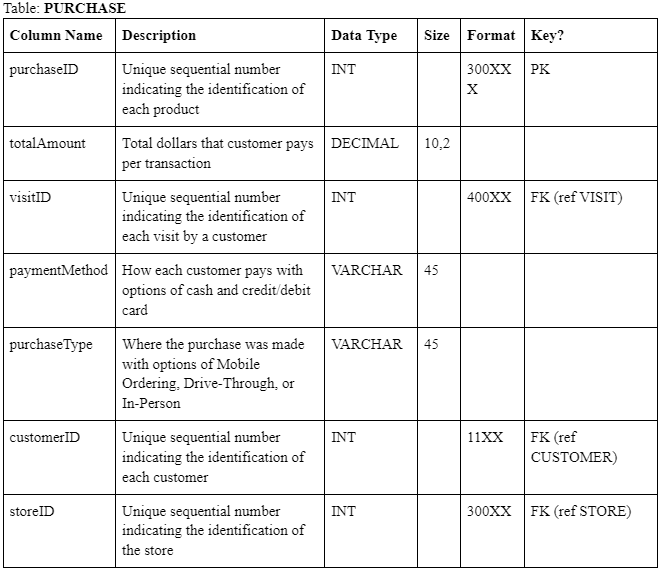 Table: PURCHASE
Column Name Description Data Type Size Format Key?
purchaseID Unique sequential number INT 300XX PK
indicating the identification of X
each product
totalAmount Total dollars that customer pays DECIMAL 10,2
per transaction
visitID Unique sequential number INT 400XX FK (ref VISIT)
indicating the identification of
each visit by a customer
paymentMethod How each customer pays with VARCHAR 45
options of cash and credit/debit
card
purchaseType Where the purchase was made VARCHAR 45
with options of Mobile
Ordering, Drive-Through, or
In-Person
customerID Unique sequential number INT 11XX FK (ref
indicating the identification of CUSTOMER)
each customer
storeID Unique sequential number INT 300XX FK (ref STORE)
indicating the identification of
the store